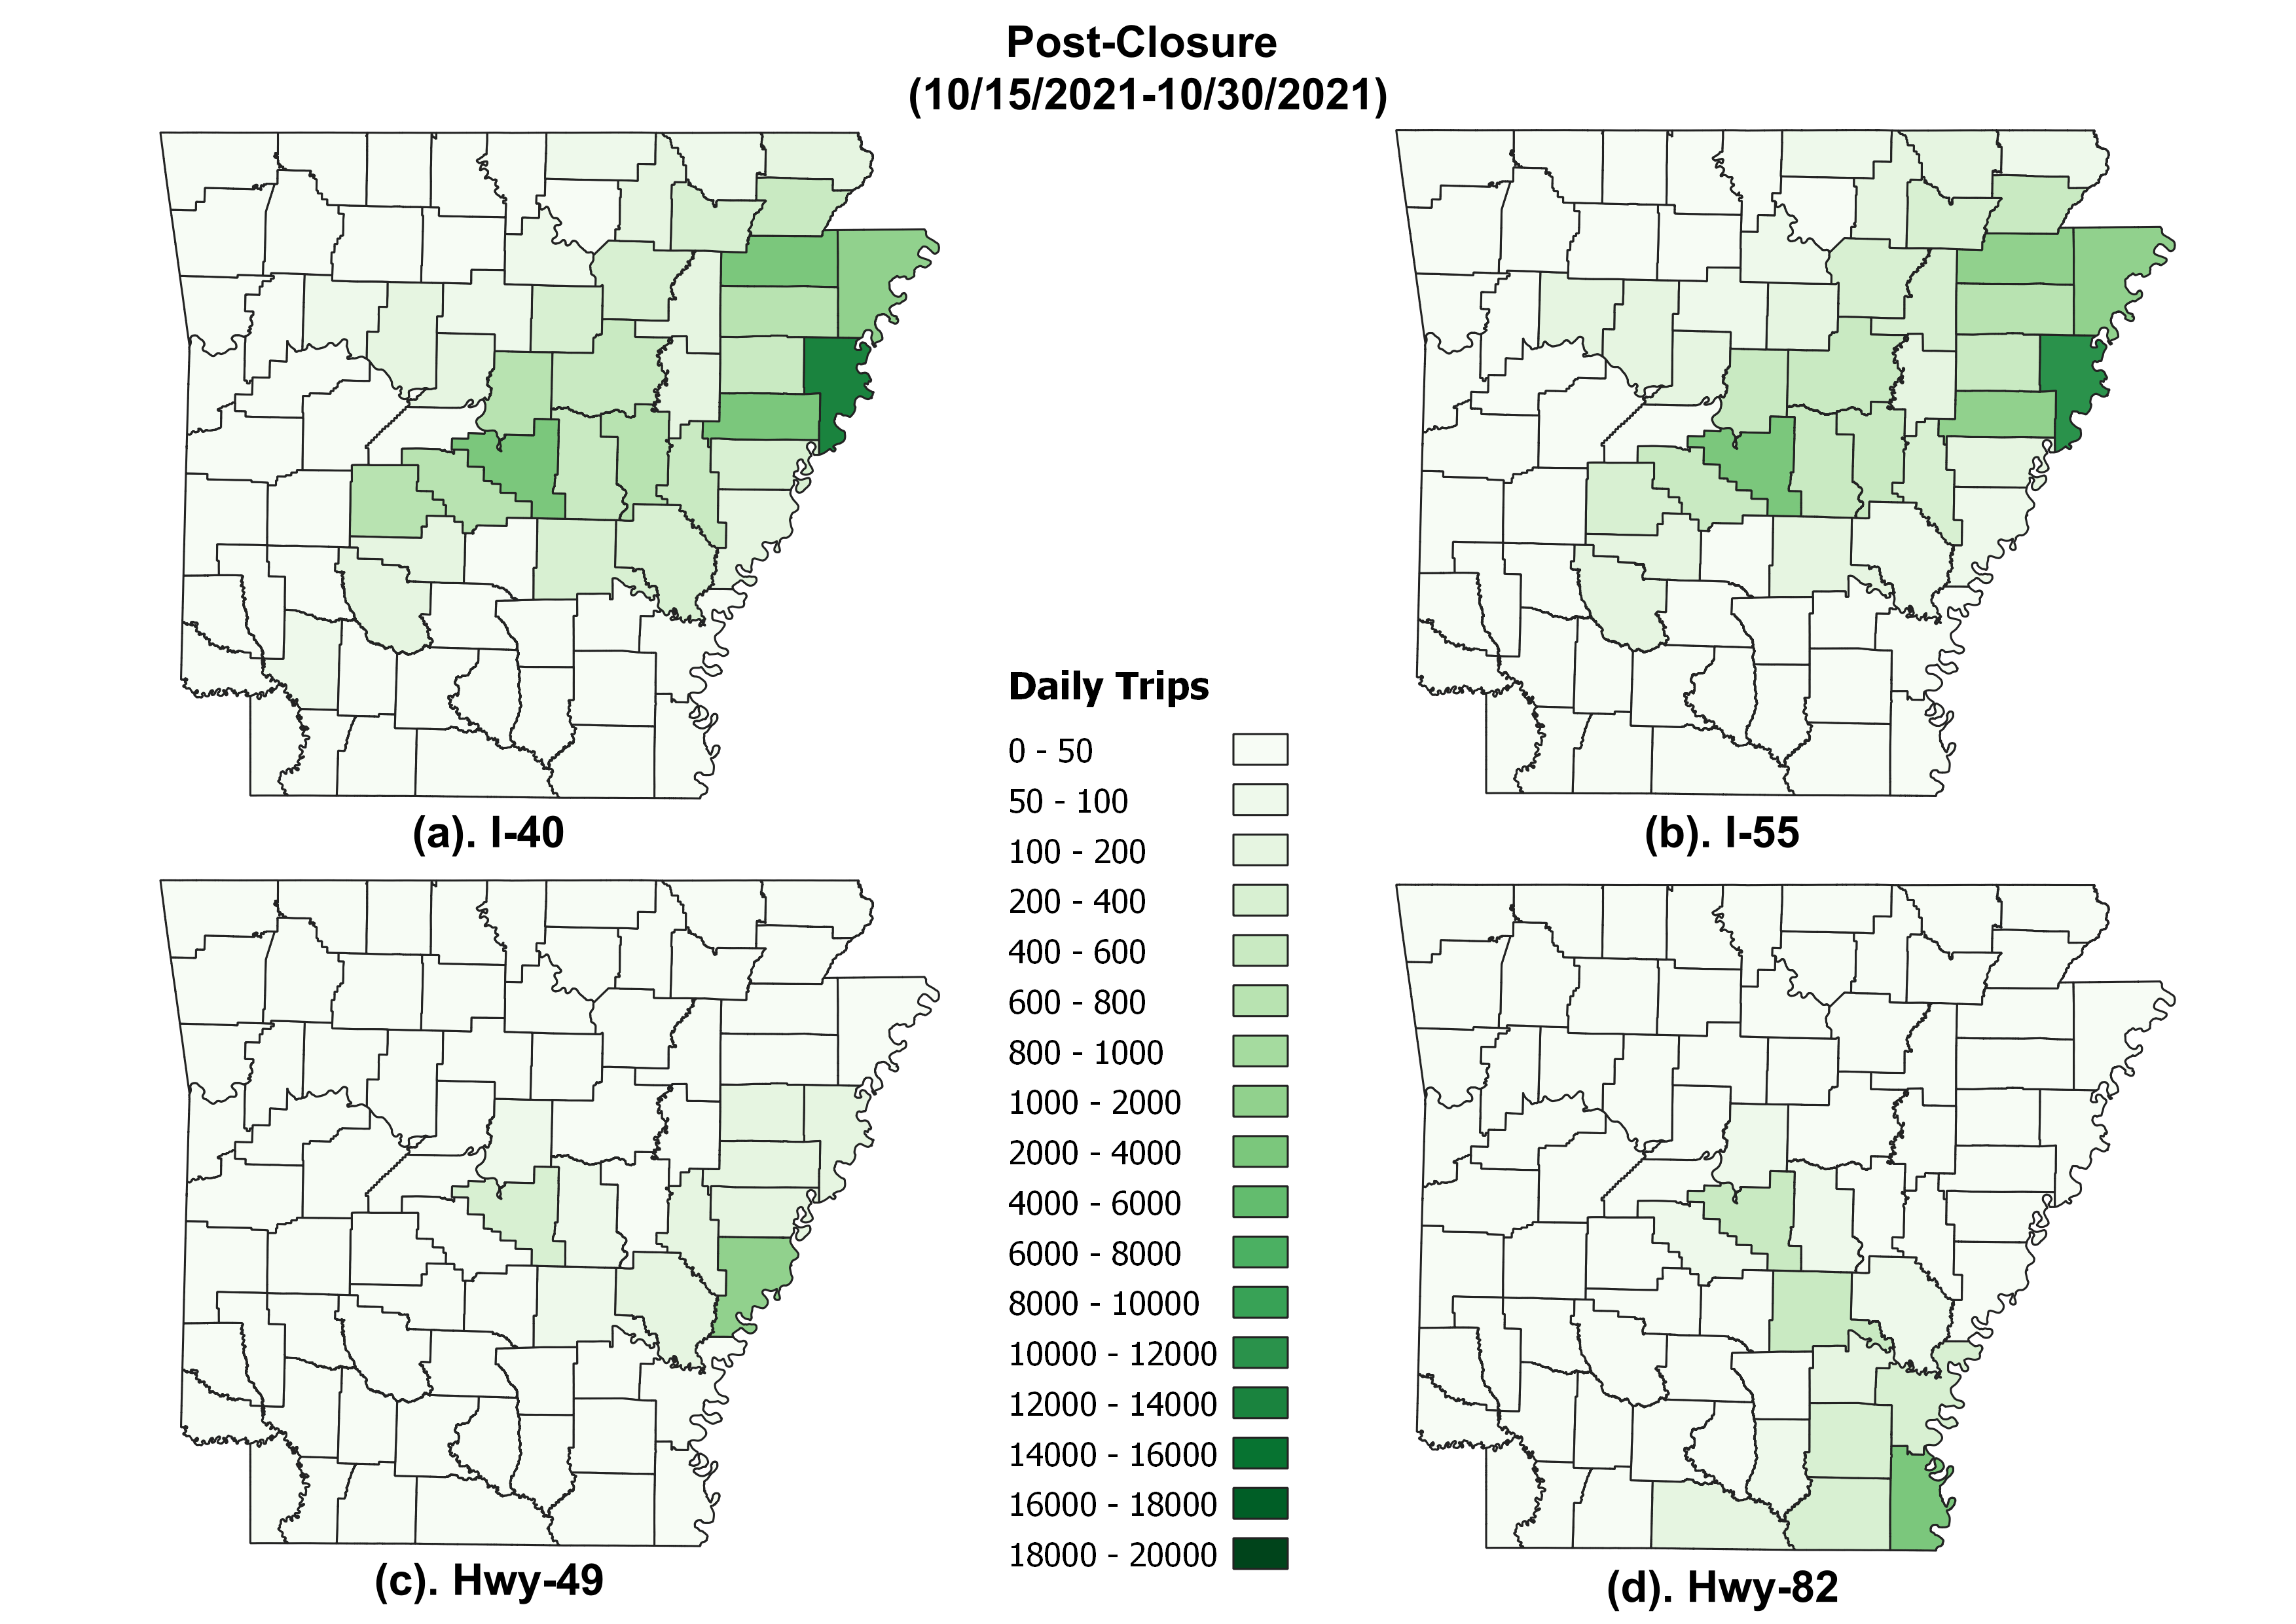 Post-Closure
(10/15/2021-10/30/2021)
(a). I-40
(b). I-55
Daily Trips
0 - 50
50 - 100
100 - 200
200 - 400
400 - 600
600 - 800
800 - 1000
1000 - 2000
2000 - 4000
4000 - 6000
6000 - 8000
8000 - 10000
10000 - 12000
12000 - 14000
14000 - 16000
16000 - 18000
18000 - 20000
(c). Hwy-49
(d). Hwy-82